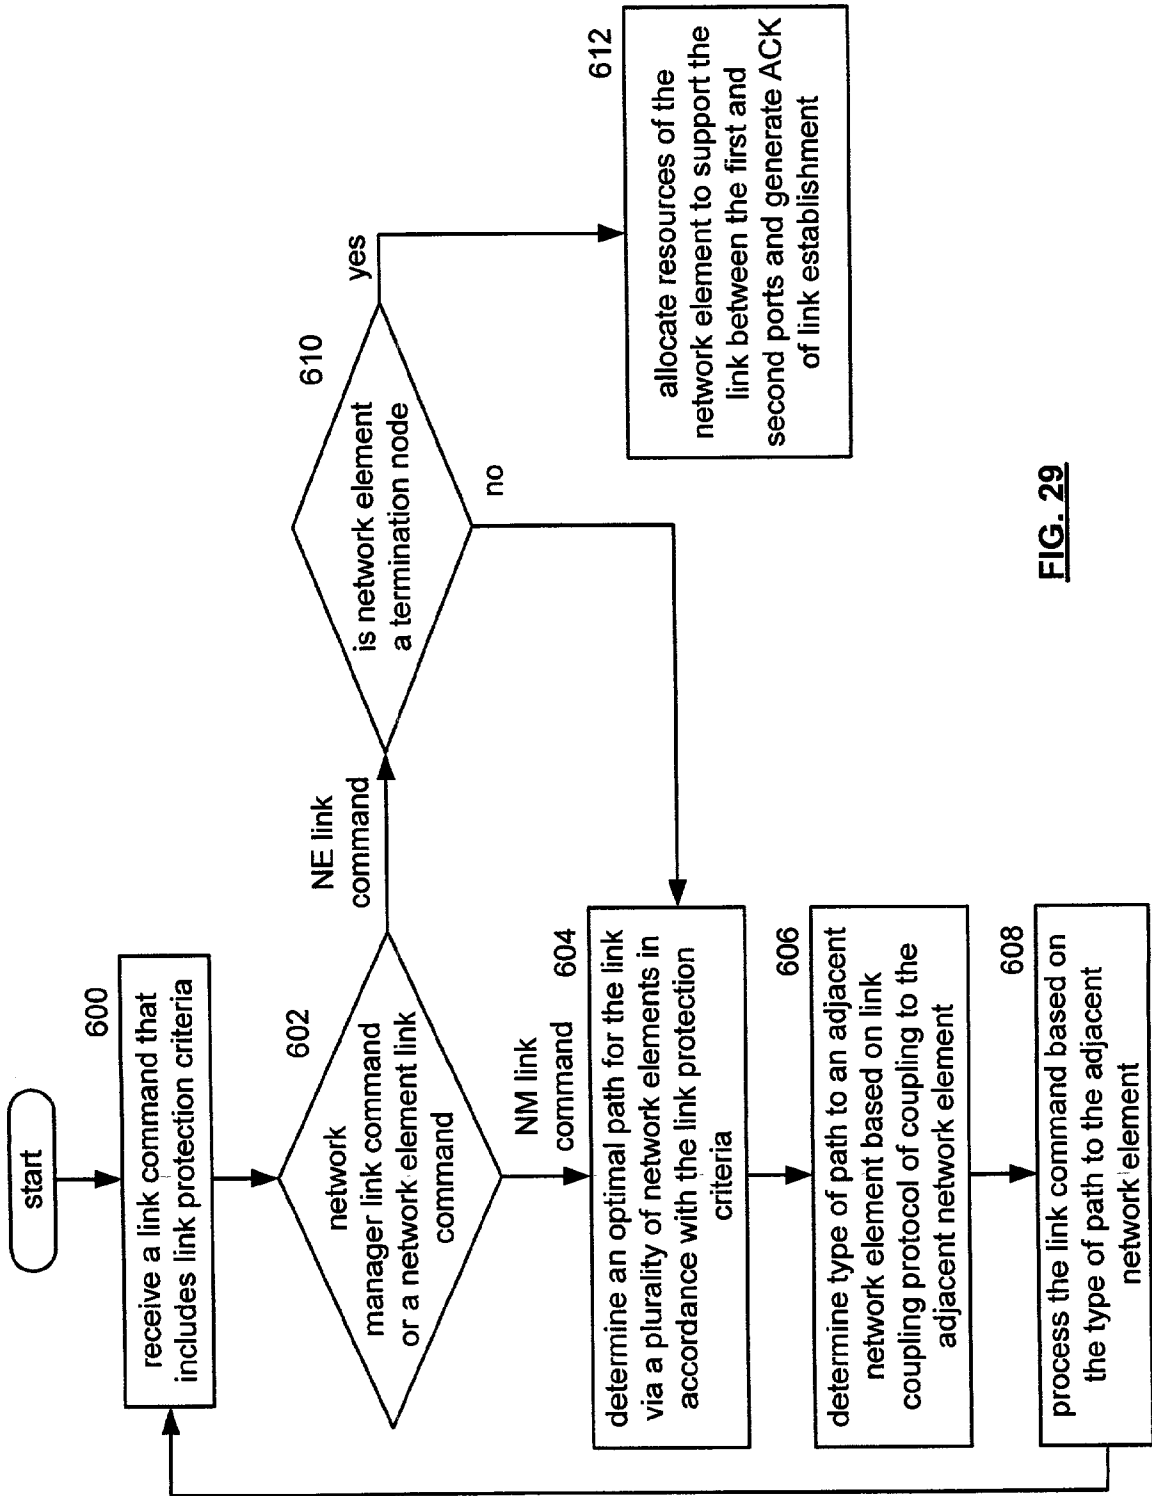 start
600
receive a link command that
includes link protection criteria
602
network
manager link command
or a network element link
command
NE link
command
NMI link
command
610
is network element
a termination node
yes
no
612
allocate resources of the
network element to support the
link between the first and
second ports and generate ACK
of link establishment
604
determine an optimal path for the link
via a plurality of network elements in
accordance with the link protection
criteria
606
determine type of path to an adjacent
network element based on link
coupling protocol of coupling to the
adjacent network element
608
process the link command based on
the type of path to the adjacent
network element
FIG. 29